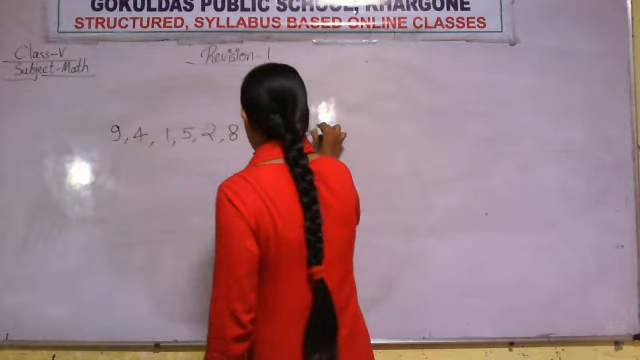 GOKULDAS PUBLIC SCHOOL, KHARGONE
STRUCTURED, SYLLABUS BASED ONLINE CLASSES
Class-V
Subject-Math
Revision-1
9, 4, 1, 5, 2, 8